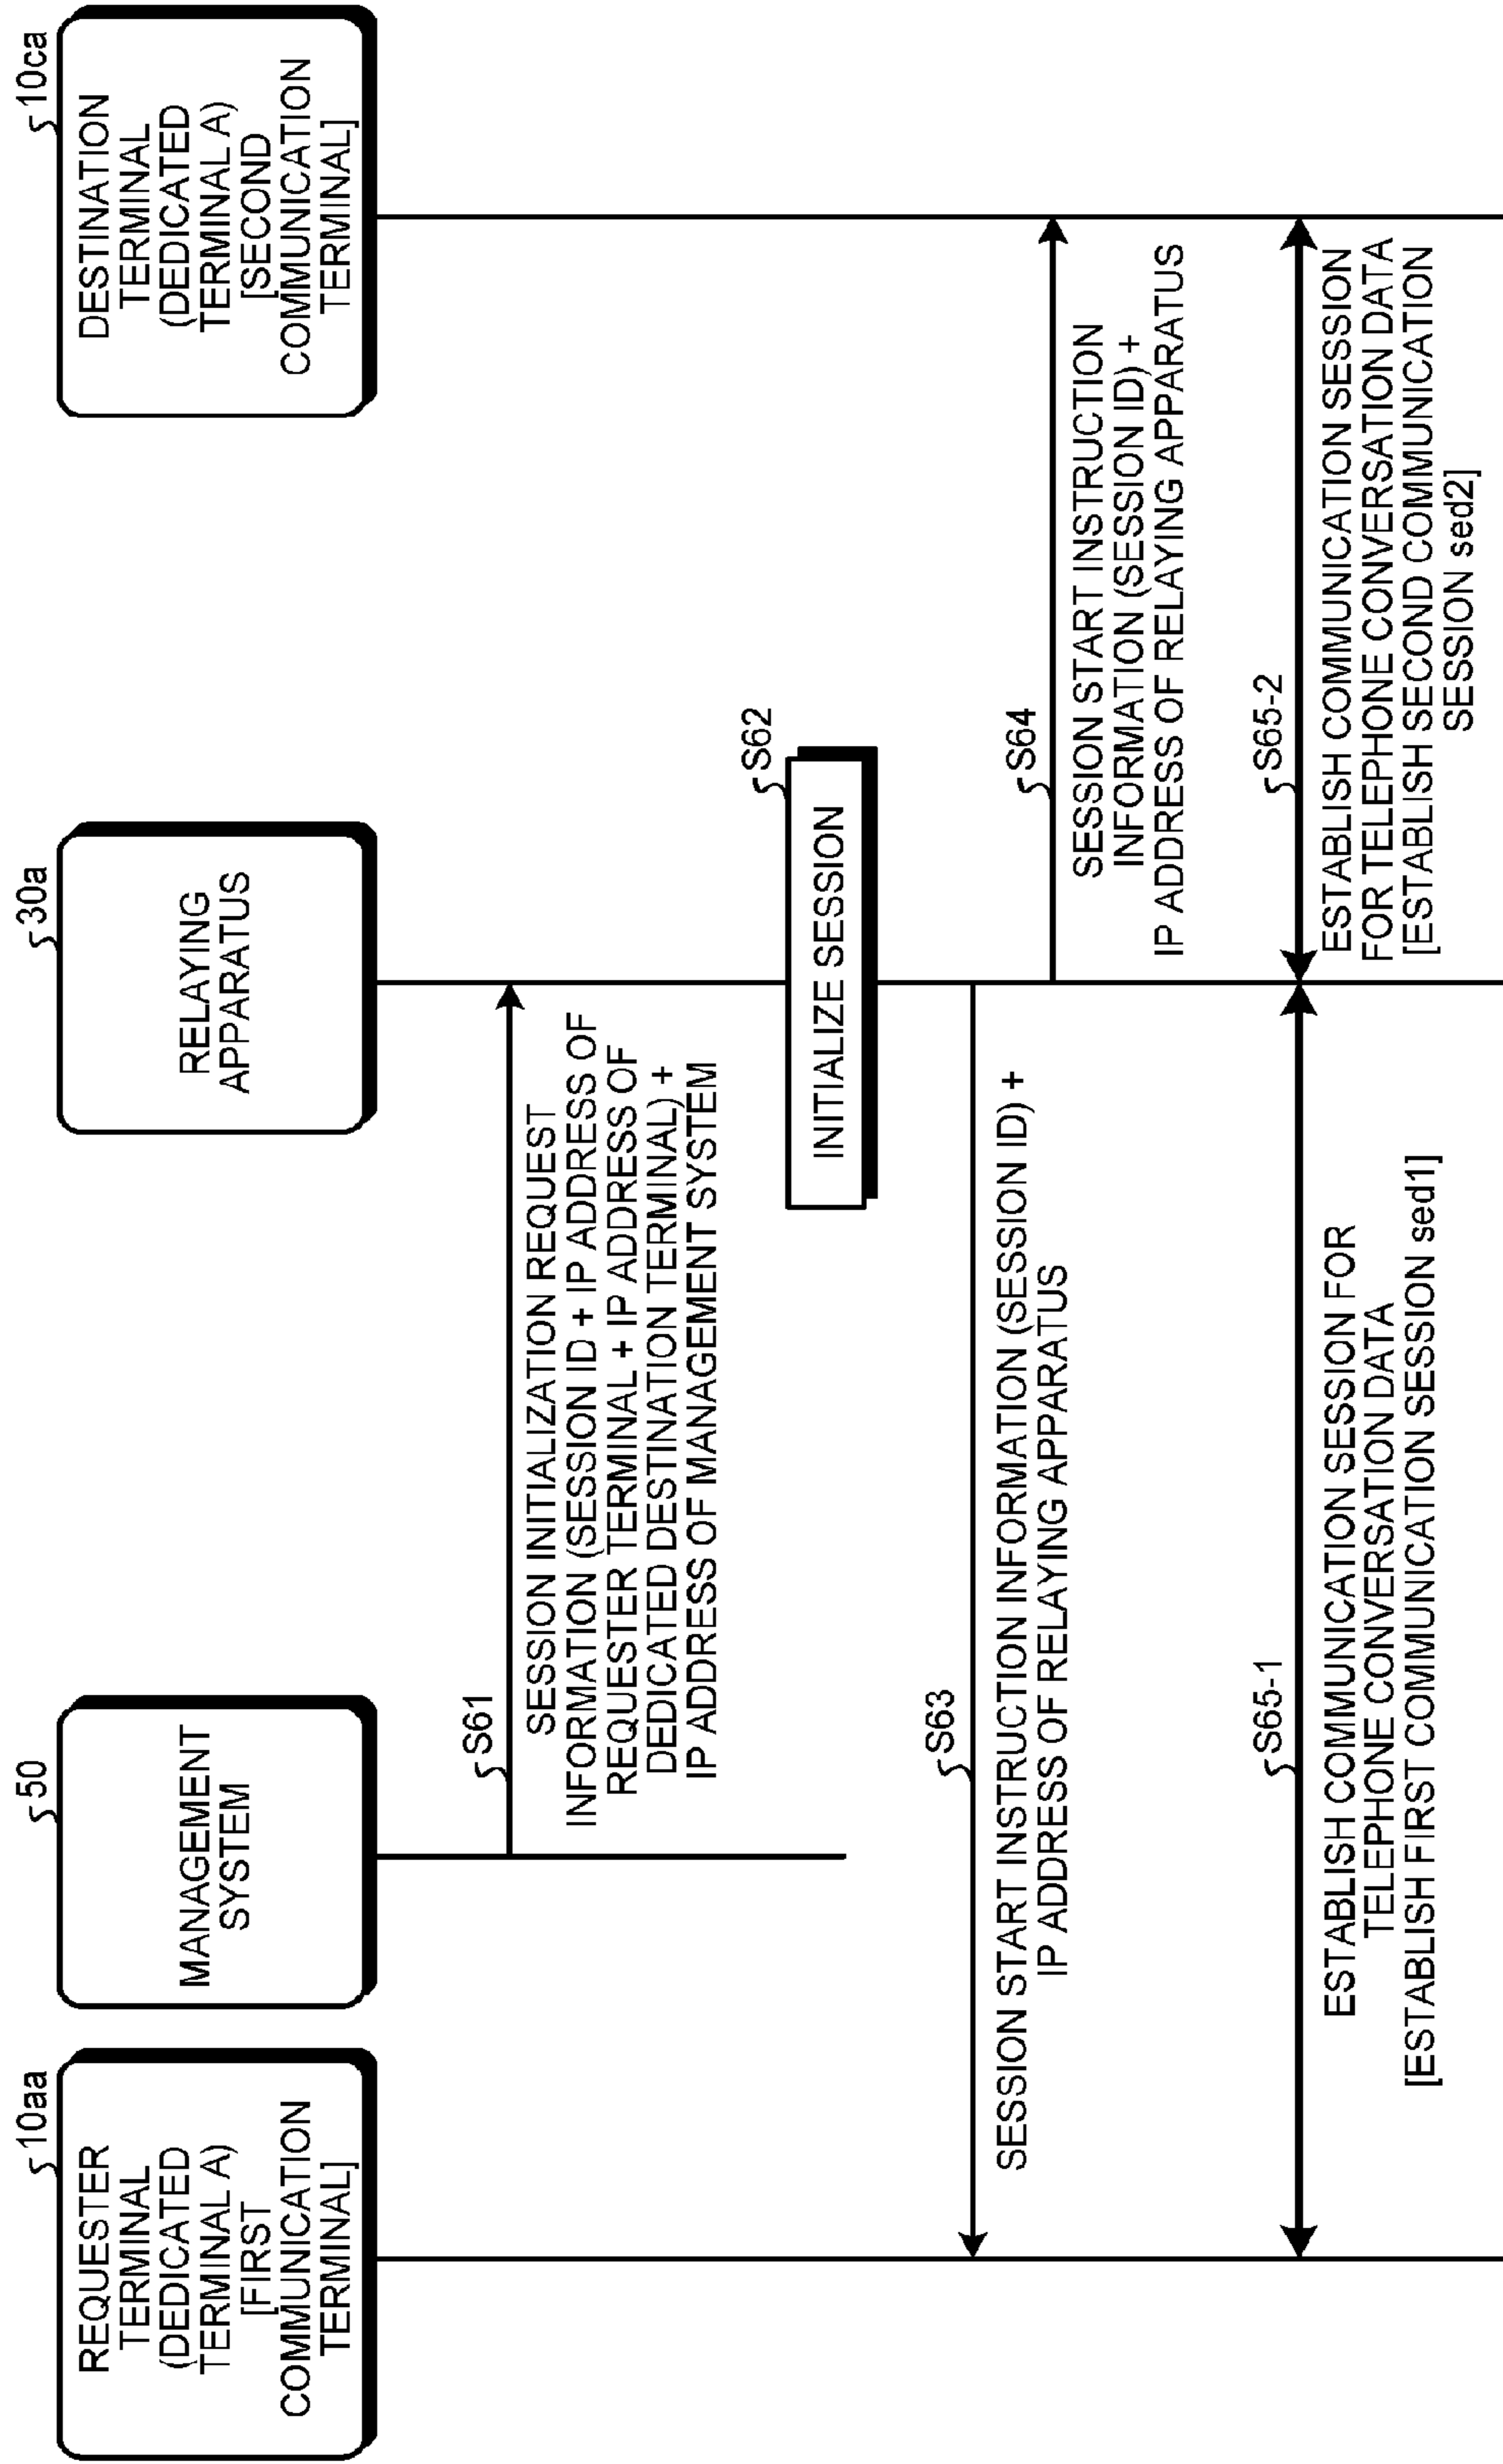 10aa
REQUESTER
TERMINAL
(DEDICATED
TERMINAL A)
[FIRST
COMMUNICATION
TERMINAL]
50
MANAGEMENT
SYSTEM
30a
RELAYING
APPARATUS
10ca
DESTINATION
TERMINAL
(DEDICATED
TERMINAL A)
[SECOND
COMMUNICATION
TERMINAL]
S61
SESSION INITIALIZATION REQUEST
INFORMATION (SESSION ID + IP ADDRESS OF
REQUESTER TERMINAL + IP ADDRESS OF
DEDICATED DESTINATION TERMINAL) +
IP ADDRESS OF MANAGEMENT SYSTEM
S62
INITIALIZE SESSION
S63
SESSION START INSTRUCTION INFORMATION (SESSION ID) +
IP ADDRESS OF RELAYING APPARATUS
S64
SESSION START INSTRUCTION
INFORMATION (SESSION ID) +
IP ADDRESS OF RELAYING APPARATUS
S65-1
ESTABLISH COMMUNICATION SESSION FOR
TELEPHONE CONVERSATION DATA
[ESTABLISH FIRST COMMUNICATION SESSION sed1]
S65-2
ESTABLISH COMMUNICATION SESSION
FOR TELEPHONE CONVERSATION DATA
[ESTABLISH SECOND COMMUNICATION
SESSION sed2]